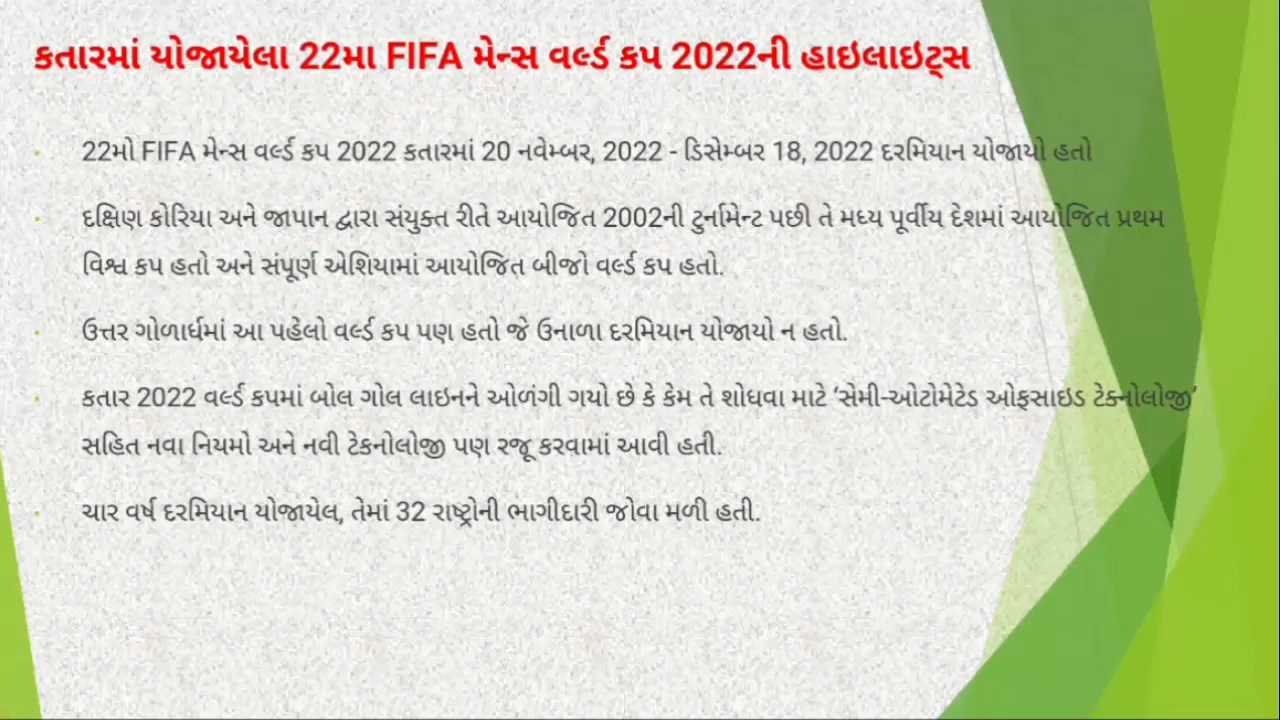 કતારમાં યોજાયેલા 22મા FIFA મેન્સ વર્લ્ડ કપ 2022ની હાઇલાઇટ્સ
22મો FIFA મેન્સ વર્લ્ડ કપ 2022 કતારમાં 20 નવેમ્બર, 2022 - ડિસેમ્બર 18, 2022 દરમિયાન યોજાયો હતો
દક્ષિણ કોરિયા અને જાપાન દ્વારા સંયુક્ત રીતે આયોજિત 2002ની ટુર્નામેન્ટ પછી તે મધ્ય પૂર્વીય દેશમાં આયોજિત પ્રથમ
વિશ્વ કપ હતો અને સંપૂર્ણ એશિયામાં આયોજિત બીજો વર્લ્ડ કપ હતો.
ઉત્તર ગોળાર્ધમાં આ પહેલો વર્લ્ડ કપ પણ હતો જે ઉનાળા દરમિયાન યોજાયો ન હતો.
કતાર 2022 વર્લ્ડ કપમાં બોલ ગોલ લાઇનને ઓળંગી ગયો છે કે કેમ તે શોધવા માટે ‘સેમી-ઓટોમેટેડ ઓફસાઇડ ટેક્નોલોજી’
સહિત નવા નિયમો અને નવી ટેકનોલોજી પણ રજૂ કરવામાં આવી હતી.
ચાર વર્ષ દરમિયાન યોજાયેલ, તેમાં 32 રાષ્ટ્રોની ભાગીદારી જોવા મળી હતી.